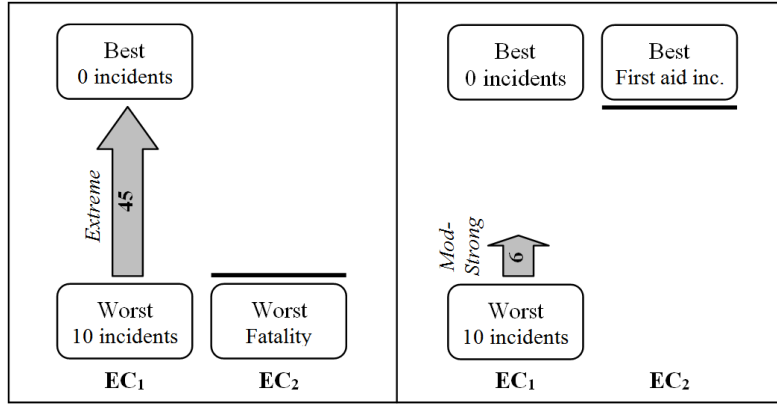 Best
0 incidents
Extreme
45
Worst
10 incidents
Worst
Fatality
EC₁
EC₂
Best
0 incidents
Best
First aid inc.
Mod-
Strong
6
Worst
10 incidents
EC₁
EC₂